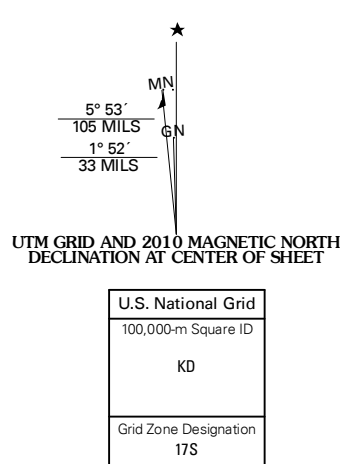 ★
MN
5° 53´
105 MILS
GN
1° 52´
33 MILS
UTM GRID AND 2010 MAGNETIC NORTH
DECLINATION AT CENTER OF SHEET
U.S. National Grid
100,000-m Square ID
KD
Grid Zone Designation
17S